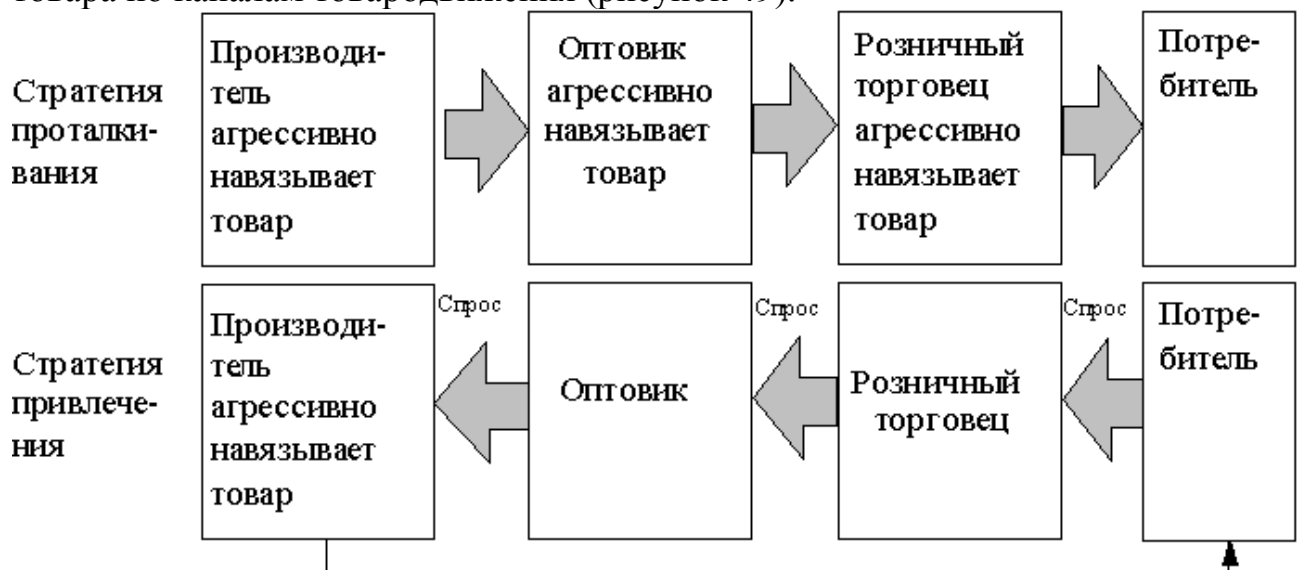 товара по каналам товародвижения (рисунок 49).
Стратегия
проталки-
вания
Производи-
тель
агрессивно
навязывает
товар
Оптовик
агрессивно
навязывает
товар
Розничный
торговец
агрессивно
навязывает
товар
Потре-
битель
Стратегия
привлече-
ния
Производи-
тель
агрессивно
навязывает
товар
Спрос
Оптовик
Спрос
Розничный
торговец
Спрос
Потре-
битель